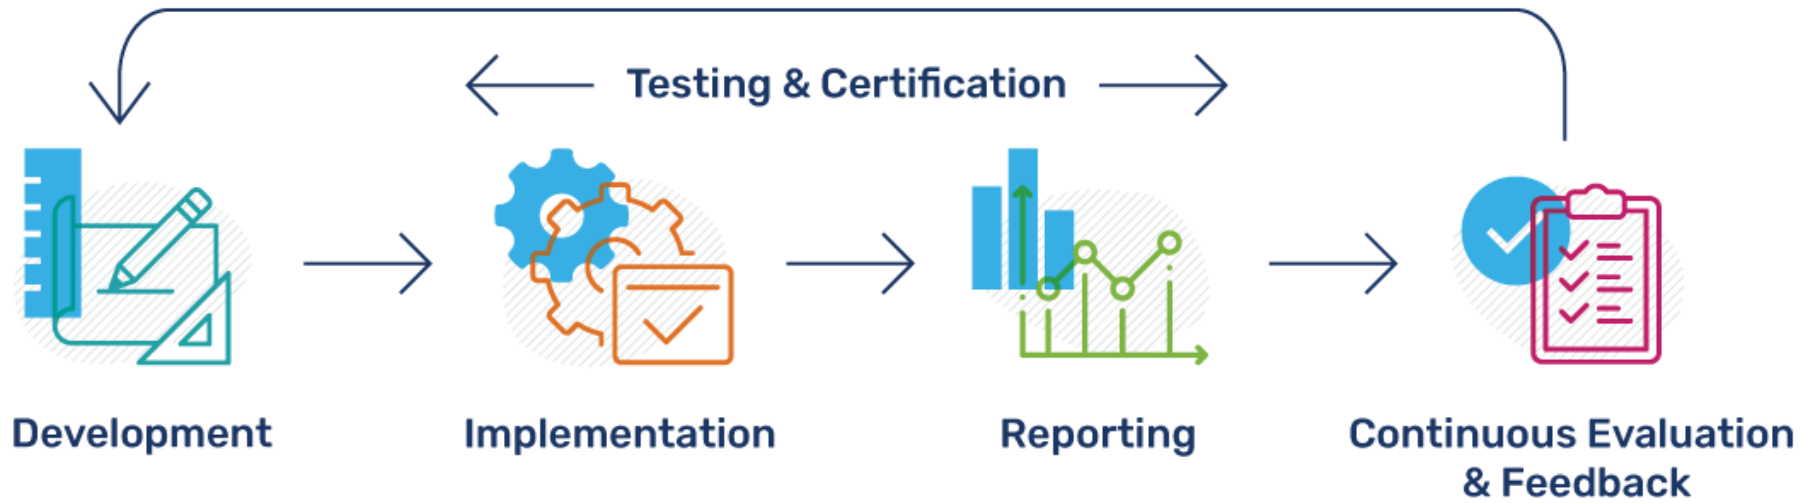 Testing & Certification
Development
Implementation
Reporting
Continuous Evaluation
& Feedback